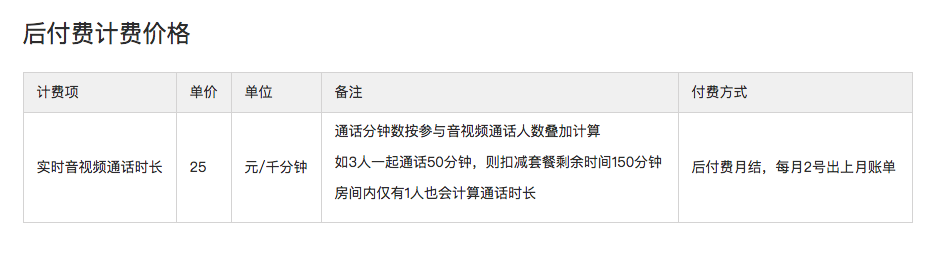 后付费计费价格
计费项 单价 单位 备注 付费方式
通话分钟数按参与音视频通话人数叠加计算
如3人一起通话50分钟，则扣减套餐剩余时间150分钟
实时音视频通话时长 25 元/千分钟 后付费月结，每月2号出上月账单
房间内仅有1人也会计算通话时长